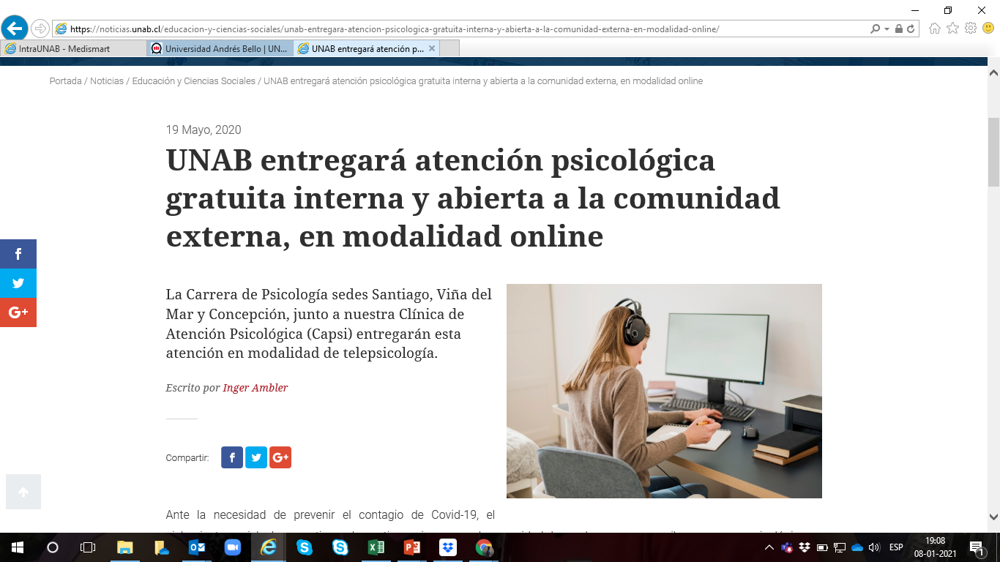 https://noticias.unab.cl/educacion-y-ciencias-sociales/unab-entregara-atencion-psicologica-gratuita-interna-y-abierta-a-la-comunidad-externa-en-modalidad-online/
IntraUNAB - Medismart
Universidad Andrés Bello | UN...
UNAB entregará atención p...
Portada / Noticias / Educación y Ciencias Sociales / UNAB entregará atención psicológica gratuita interna y abierta a la comunidad externa, en modalidad online
19 Mayo, 2020
UNAB entregará atención psicológica
gratuita interna y abierta a la comunidad
externa, en modalidad online
La Carrera de Psicología sedes Santiago, Viña del
Mar y Concepción, junto a nuestra Clínica de
Atención Psicológica (Capsi) entregarán esta
atención en modalidad de telepsicología.
Escrito por Inger Ambler
Compartir:
Ante la necesidad de prevenir el contagio de Covid-19, el
ESP
19:08
08-01-2021
1